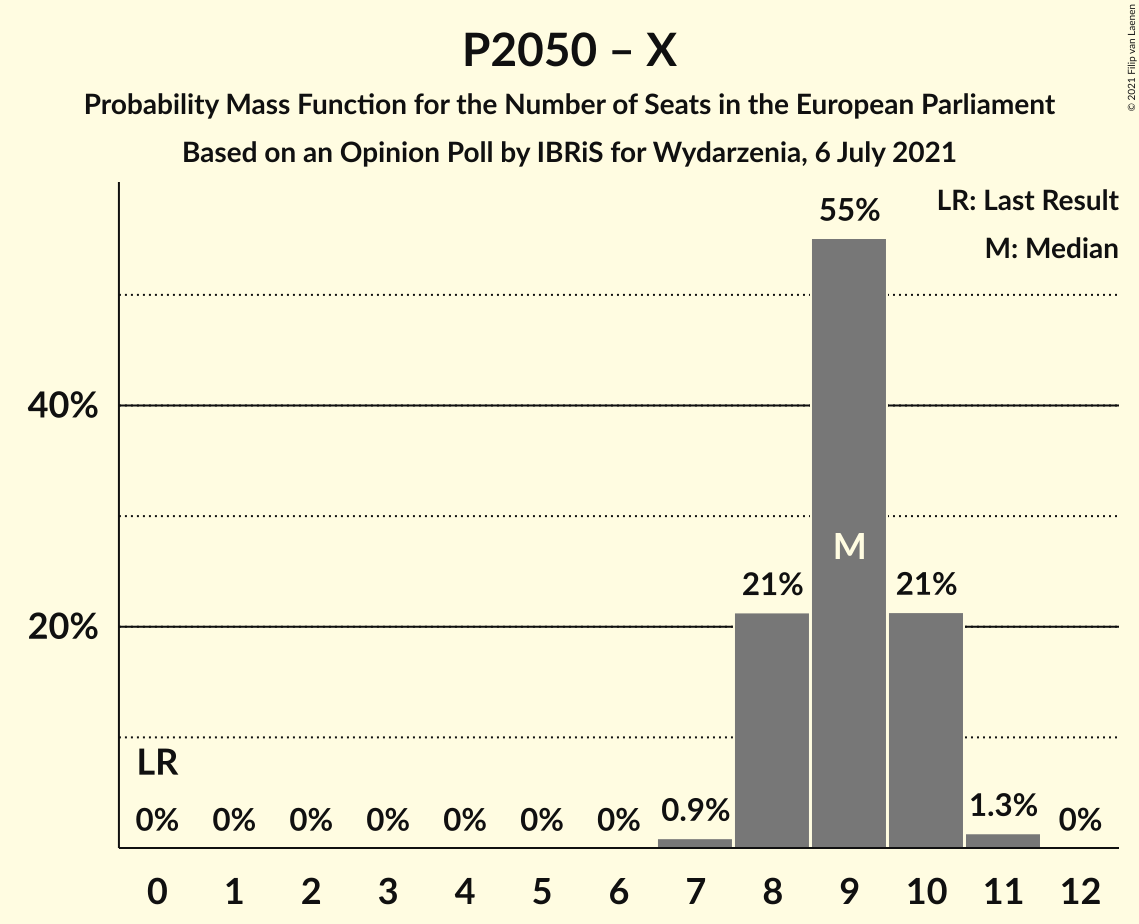 P2050 – X
Probability Mass Function for the Number of Seats in the European Parliament
Based on an Opinion Poll by IBRiS for Wydarzenia, 6 July 2021
© 2021 Filip van Laenen
LR: Last Result
M: Median
55%
40%
M
21% 21%
20%
LR
0% 0% 0% 0% 0% 0% 0% 0.9% 1.3% 0%
0 1 2 3 4 5 6 7 8 9 10 11 12